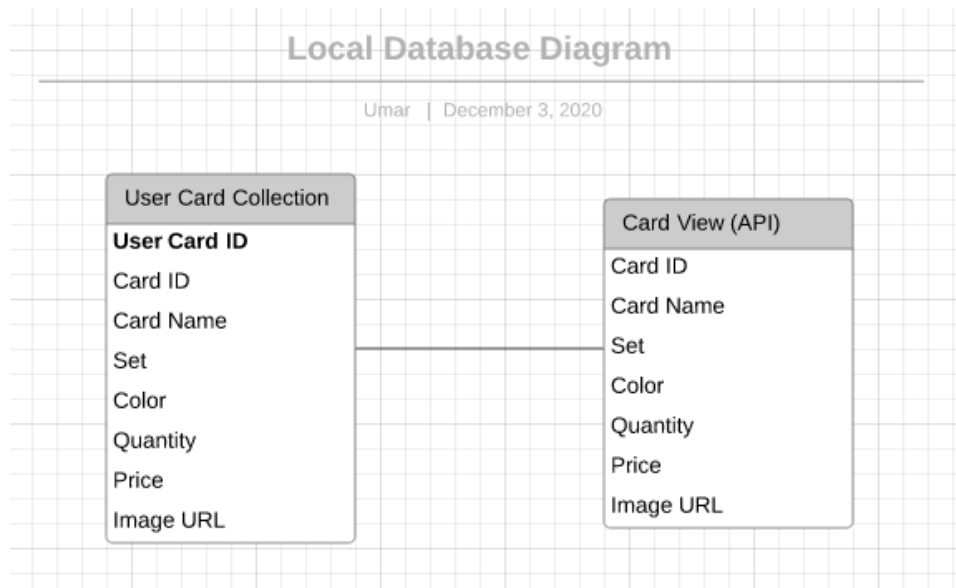 Local Database Diagram
Umar | December 3, 2020
User Card Collection
User Card ID
Card ID
Card Name
Set
Color
Quantity
Price
Image URL
Card View (API)
Card ID
Card Name
Set
Color
Quantity
Price
Image URL